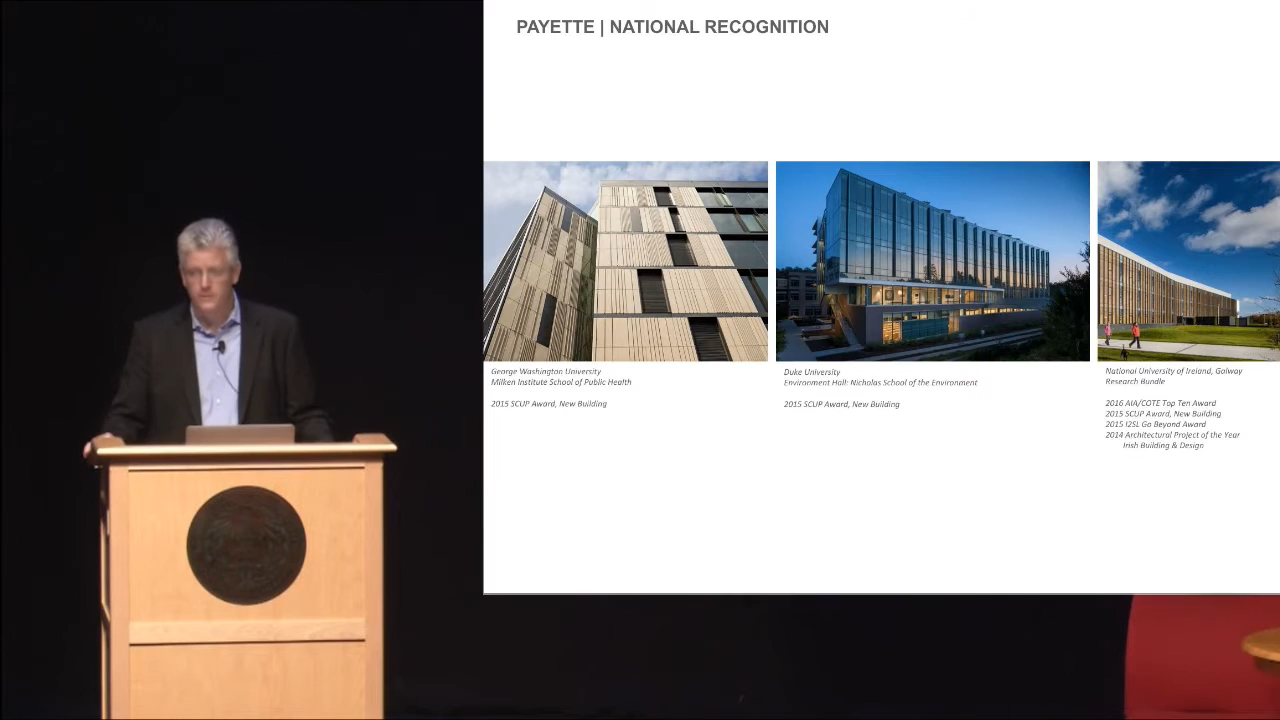 PAYETTE | NATIONAL RECOGNITION
George Washington University
Milken Institute School of Public Health
2015 SCUP Award, New Building
Duke University
Environment Hall: Nicholas School of the Environment
2015 SCUP Award, New Building
National University of Ireland, Galway
Research Bundle
2016 AIA/COTE Top Ten Award
2015 SCUP Award, New Building
2015 I2SL Go Beyond Award
2014 Architectural Project of the Year
Irish Building & Design